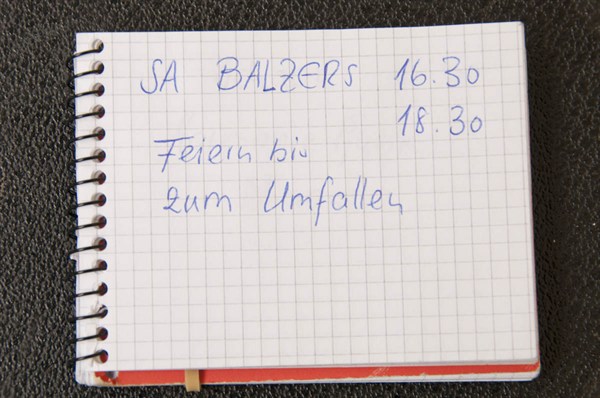 SA BALZERS 16.30
18.30
Feiern bis
zum Umfallen